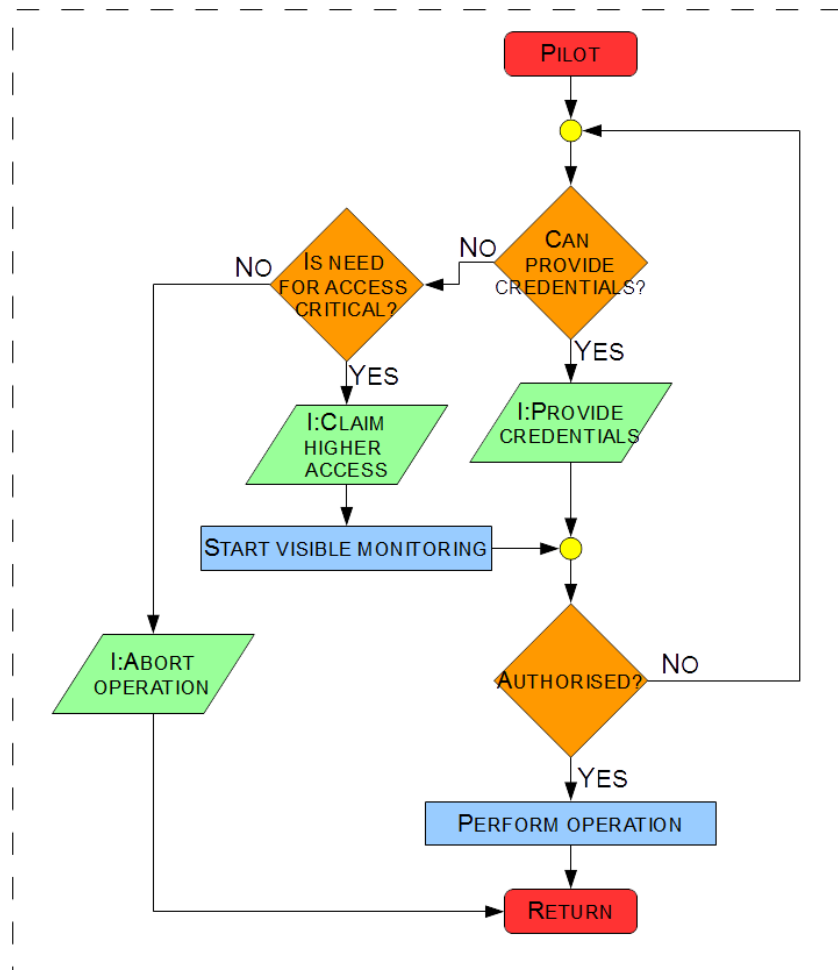 PILOT
CAN
PROVIDE
CREDENTIALS?
NO
YES
IS NEED
FOR ACCESS
CRITICAL?
NO
YES
I:CLAIM
HIGHER
ACCESS
I:PROVIDE
CREDENTIALS
START VISIBLE MONITORING
I:ABORT
OPERATION
AUTHORISED?
NO
YES
PERFORM OPERATION
RETURN